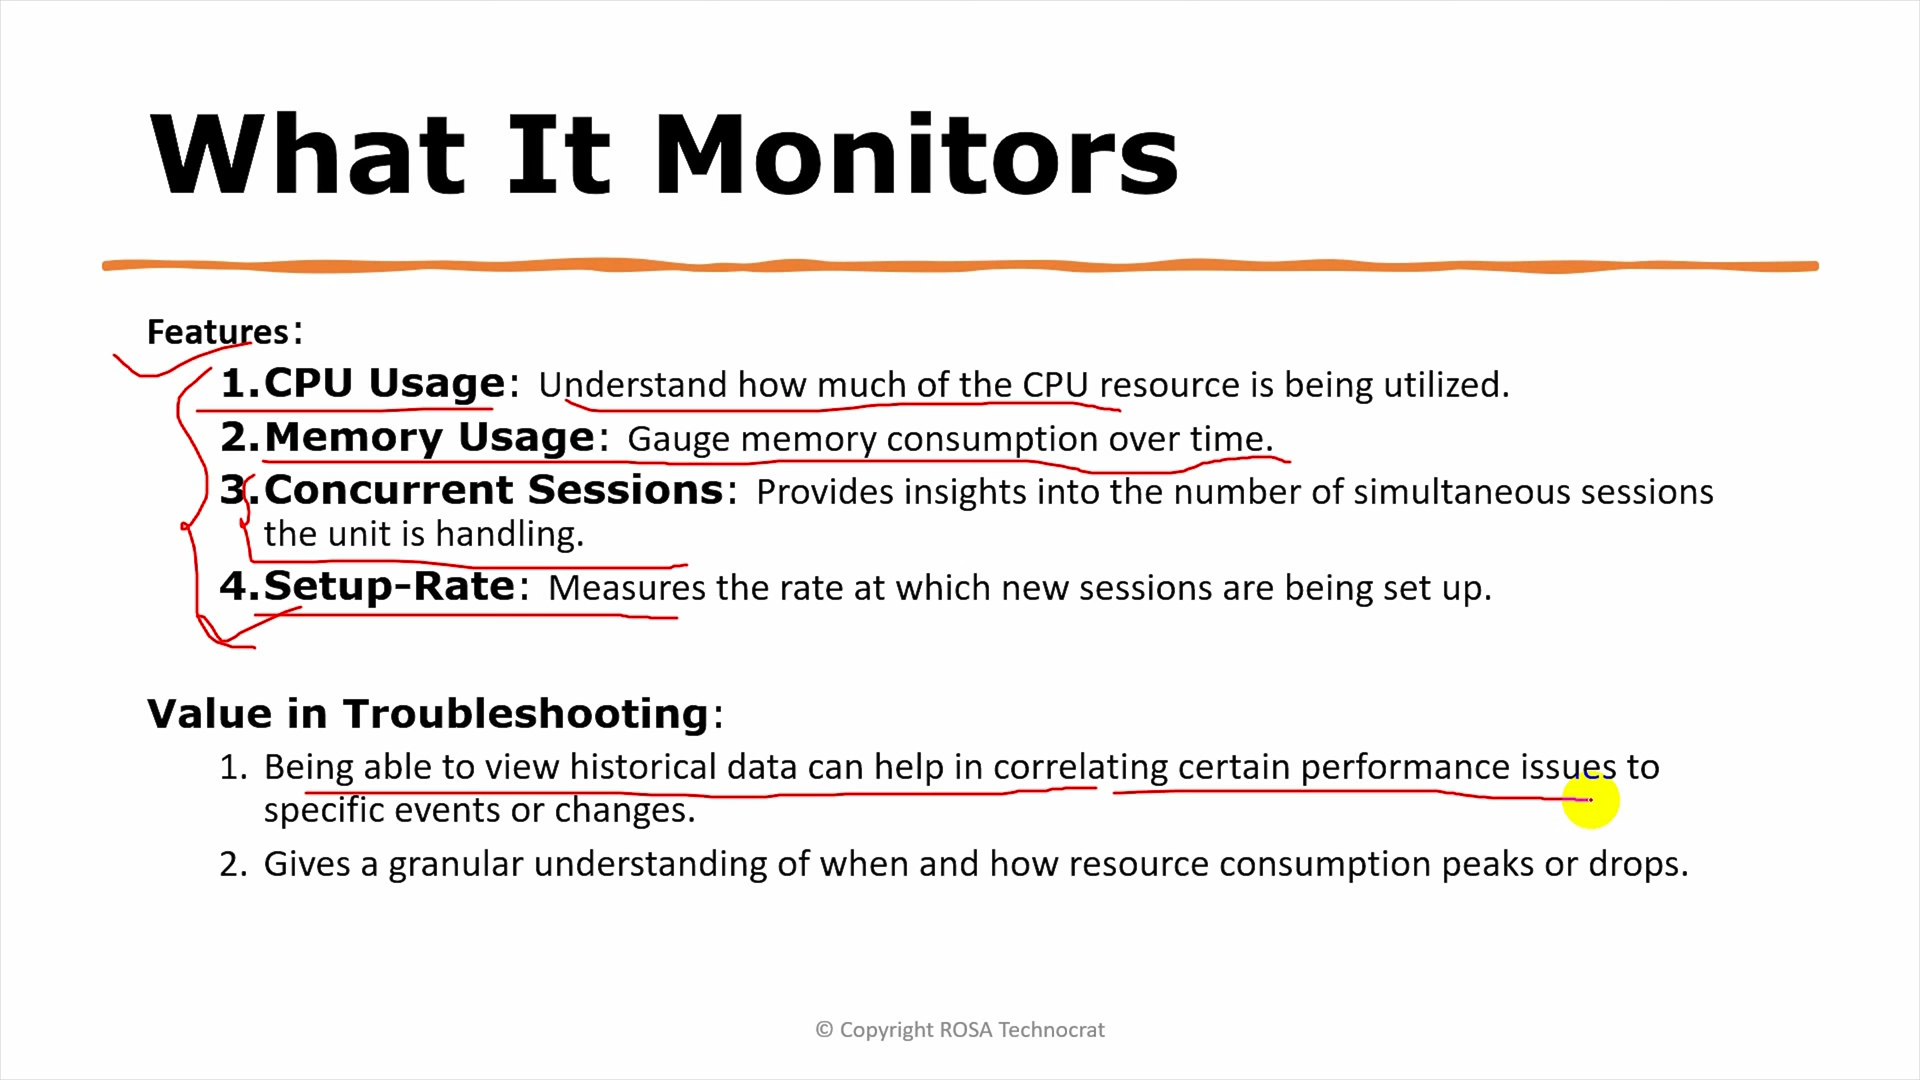 What It Monitors
Features:
1.CPU Usage: Understand how much of the CPU resource is being utilized.
2.Memory Usage: Gauge memory consumption over time.
3.Concurrent Sessions: Provides insights into the number of simultaneous sessions
the unit is handling.
4.Setup-Rate: Measures the rate at which new sessions are being set up.
Value in Troubleshooting:
1. Being able to view historical data can help in correlating certain performance issues to
specific events or changes.
2. Gives a granular understanding of when and how resource consumption peaks or drops.
© Copyright ROSA Technocrat